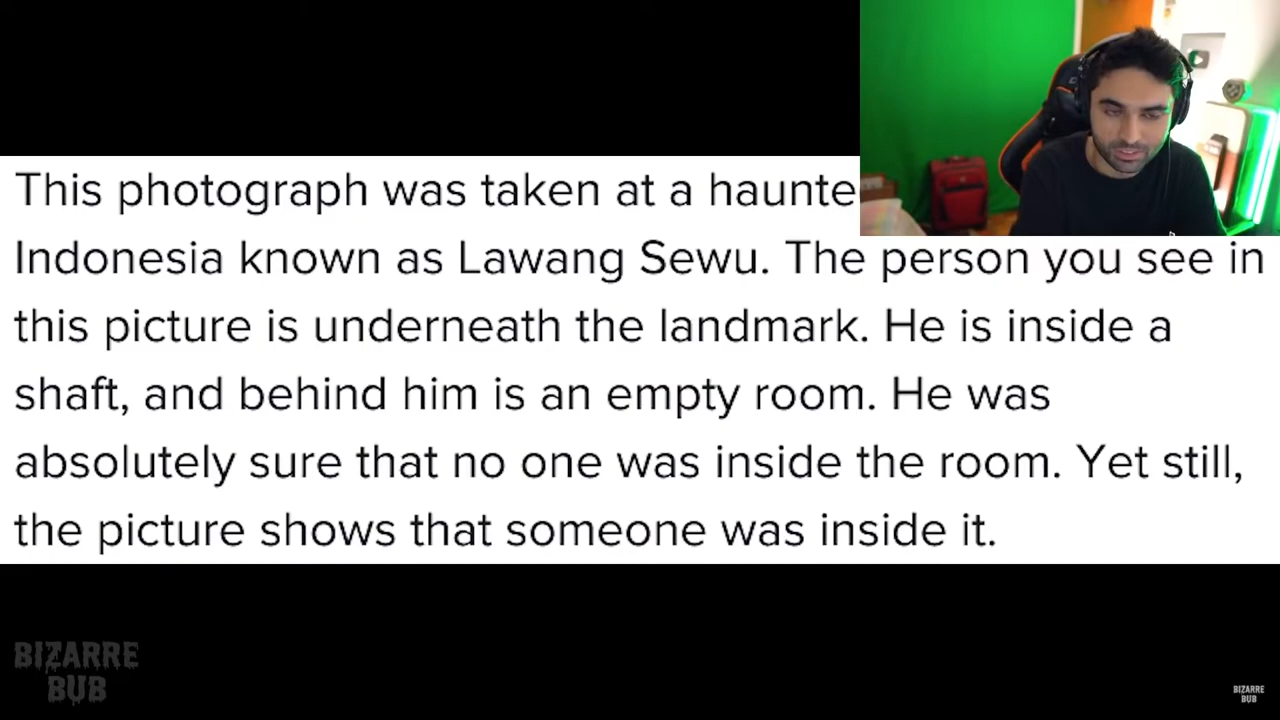 This photograph was taken at a haunte
Indonesia known as Lawang Sewu. The person you see in
this picture is underneath the landmark. He is inside a
shaft, and behind him is an empty room. He was
absolutely sure that no one was inside the room. Yet still,
the picture shows that someone was inside it.
BIZARRE
BUB
BIZARRE
BUB